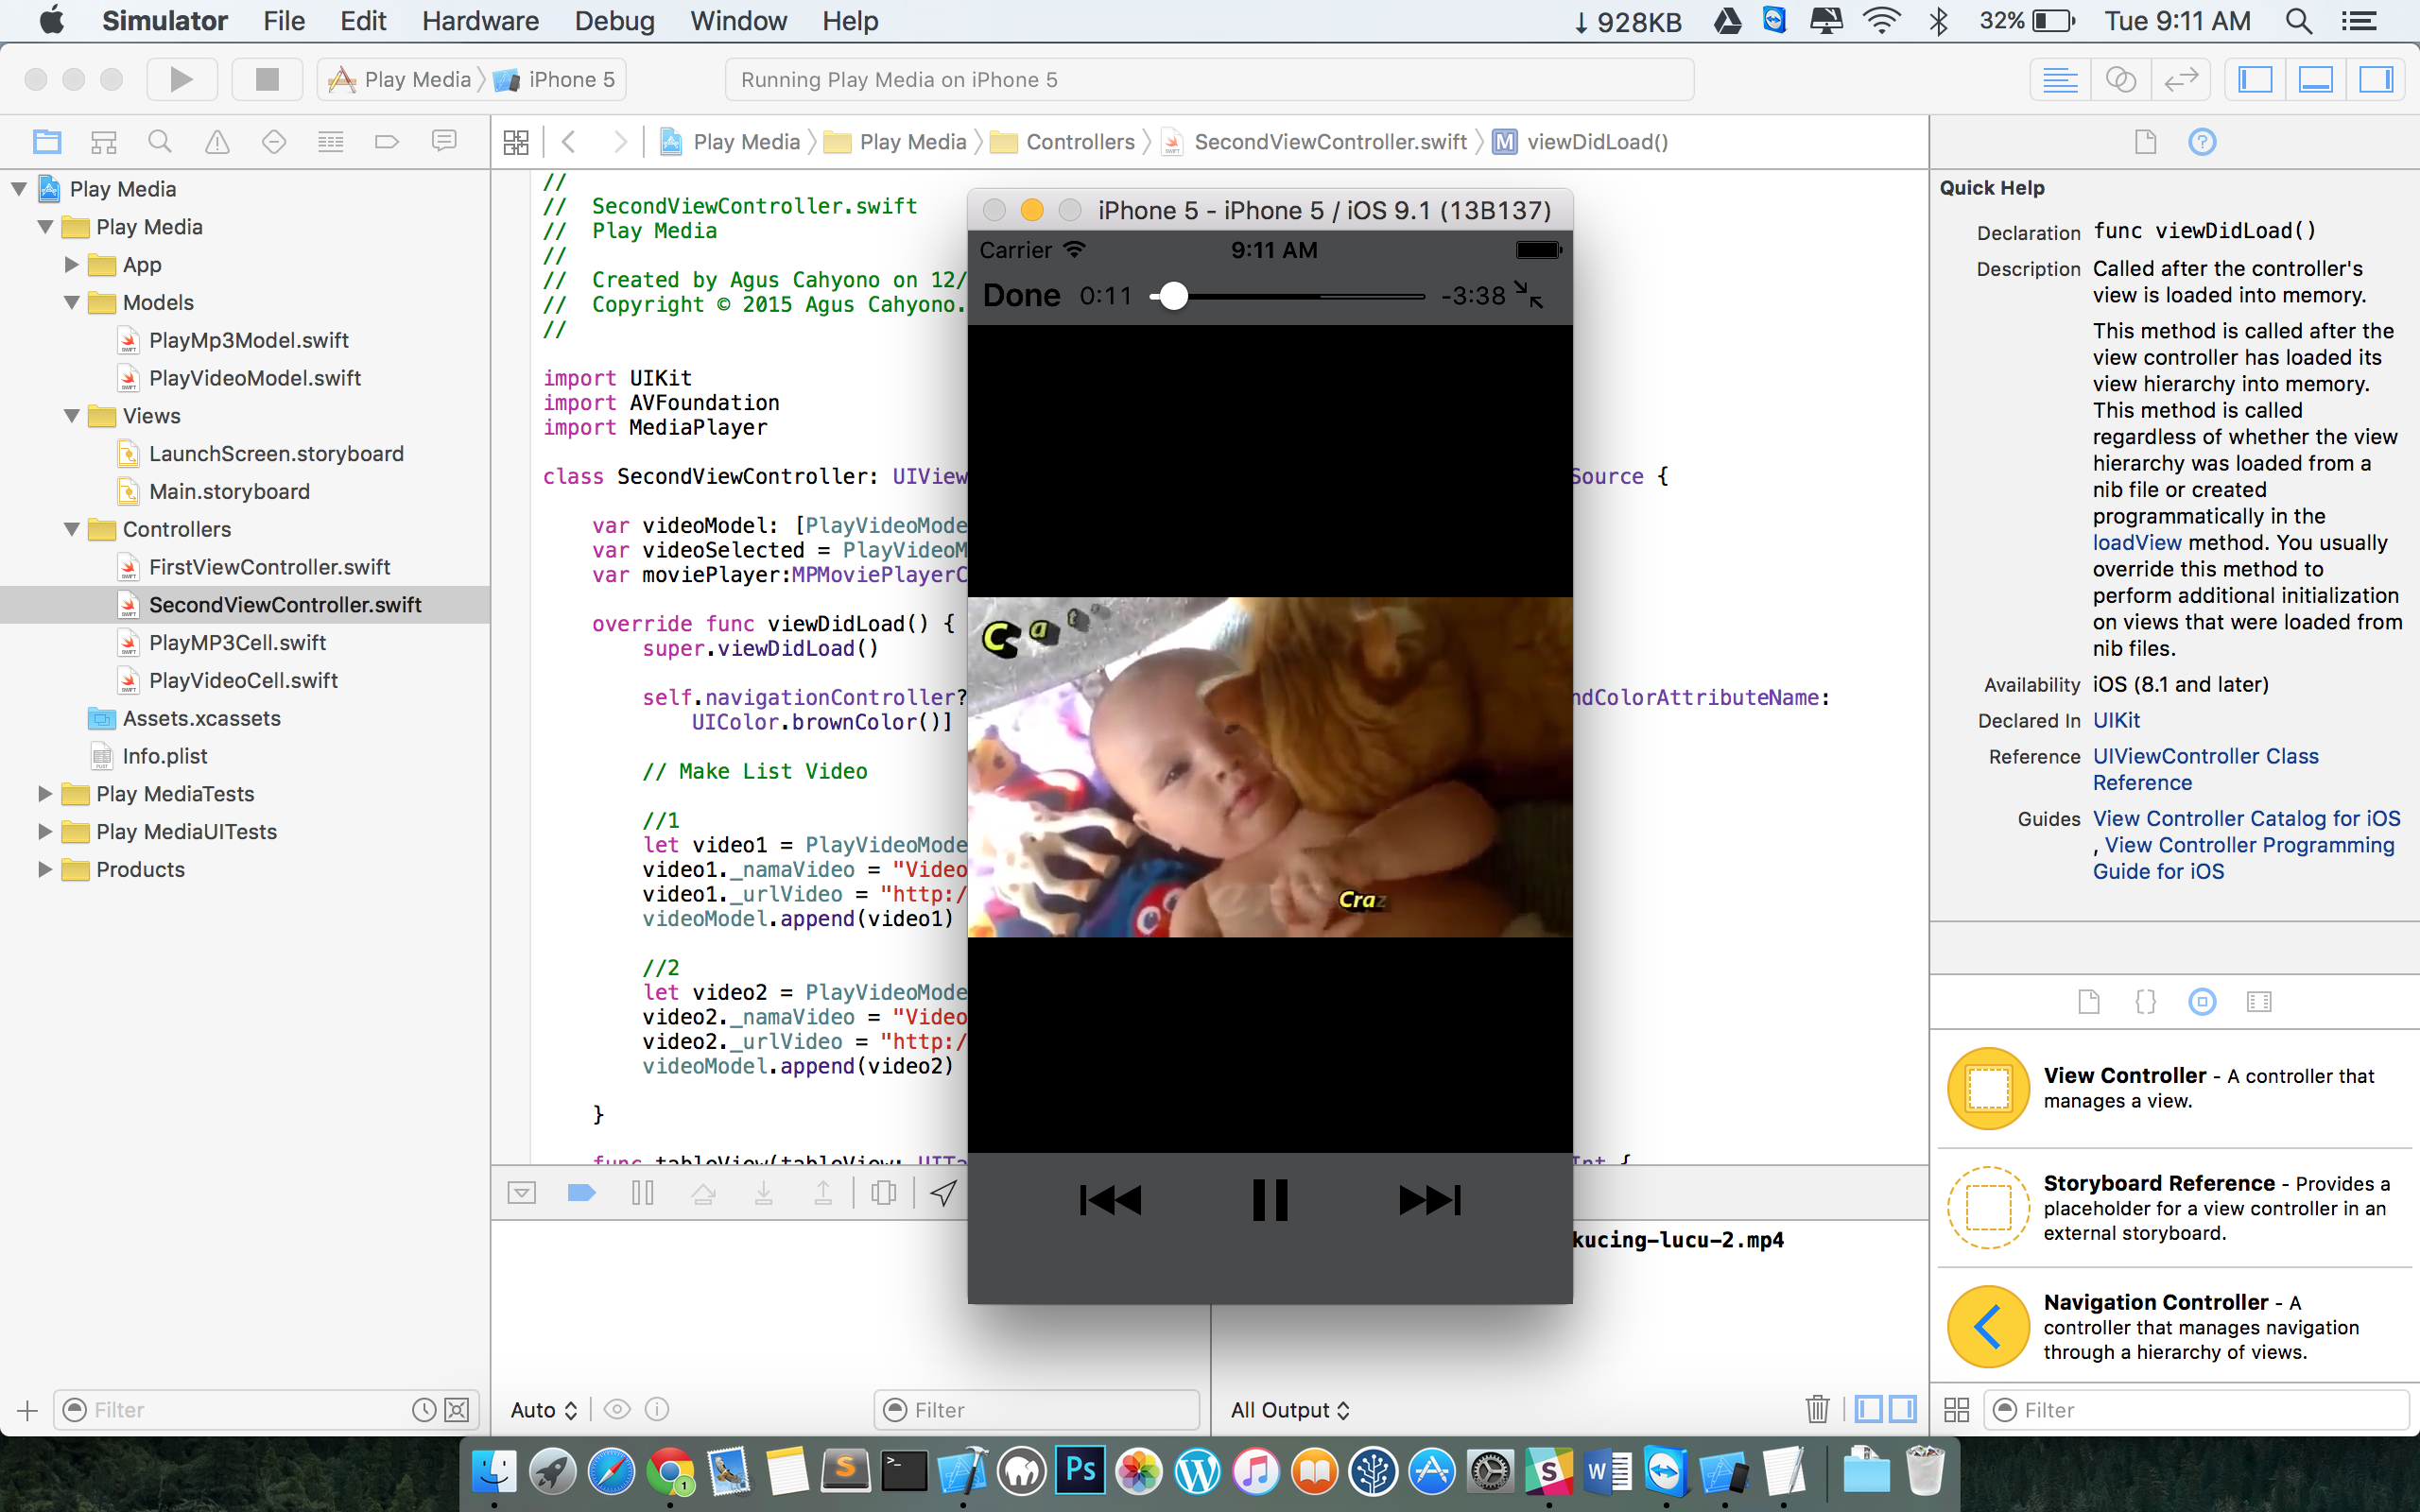 Simulator File Edit Hardware Debug Window Help ↓ 928KB 32% Tue 9:11 AM
Play Media iPhone 5 Running Play Media on iPhone 5
Play Media Play Media Controllers SecondViewController.swift M viewDidLoad()
Play Media
Play Media
App
Models
PlayMp3Model.swift
PlayVideoModel.swift
Views
LaunchScreen.storyboard
Main.storyboard
Controllers
FirstViewController.swift
SecondViewController.swift
PlayMP3Cell.swift
PlayVideoCell.swift
Assets.xcassets
Info.plist
Play MediaTests
Play MediaUITests
Products
Filter
//
// SecondViewController.swift
// Play Media
//
// Created by Agus Cahyono on 12/
// Copyright © 2015 Agus Cahyono.
//
import UIKit
import AVFoundation
import MediaPlayer
class SecondViewController: UIView Source {
var videoModel: [PlayVideoMode
var videoSelected = PlayVideoM
var moviePlayer:MPMoviePlayerC
override func viewDidLoad() {
super.viewDidLoad()
self.navigationController? ndColorAttributeName:
UIColor.brownColor()]
// Make List Video
//1
let video1 = PlayVideoMode
video1._namaVideo = "Video
video1._urlVideo = "http:/
videoModel.append(video1)
//2
let video2 = PlayVideoMode
video2._namaVideo = "Video
video2._urlVideo = "http:/
videoModel.append(video2)
}
func tableView(tableView: UITa Int {
iPhone 5 - iPhone 5 / iOS 9.1 (13B137)
Carrier 9:11 AM
Done 0:11 -3:38
Cat
Craz
kucing-lucu-2.mp4
Auto Filter All Output
Quick Help
Declaration func viewDidLoad()
Description Called after the controller's
view is loaded into memory.
This method is called after the
view controller has loaded its
view hierarchy into memory.
This method is called
regardless of whether the view
hierarchy was loaded from a
nib file or created
programmatically in the
loadView method. You usually
override this method to
perform additional initialization
on views that were loaded from
nib files.
Availability iOS (8.1 and later)
Declared In UIKit
Reference UIViewController Class
Reference
Guides View Controller Catalog for iOS
, View Controller Programming
Guide for iOS
View Controller - A controller that
manages a view.
Storyboard Reference - Provides a
placeholder for a view controller in an
external storyboard.
Navigation Controller - A
controller that manages navigation
through a hierarchy of views.
Filter
1 S Ps W S W